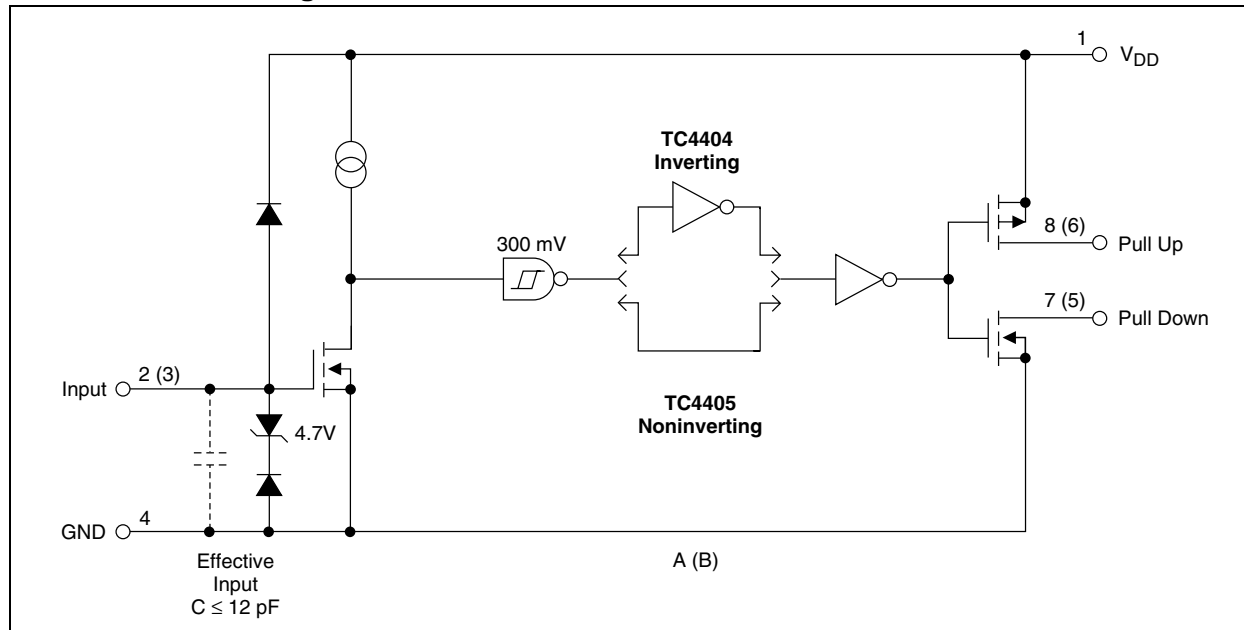 1
V_DD
TC4404
Inverting
300 mV
8 (6)
Pull Up
7 (5)
Pull Down
Input
2 (3)
4.7V
TC4405
Noninverting
GND
4
Effective
Input
C ≤ 12 pF
A (B)